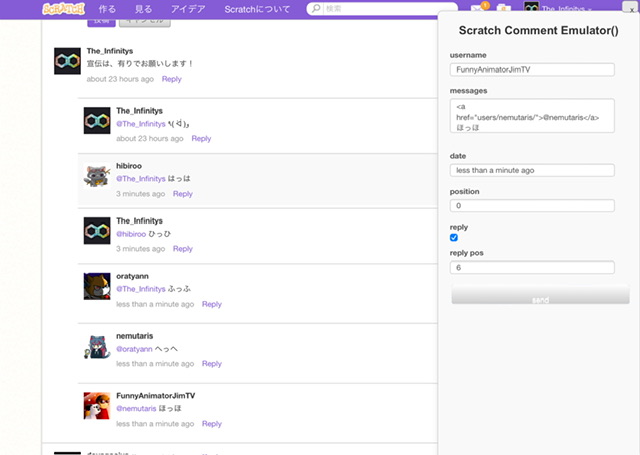 SCRATCH 作る 見る アイデア Scratchについて 検索 1 The_Infinitys x
投稿 キャンセル
The_Infinitys
宣伝は、有りでお願いします！
about 23 hours ago Reply
The_Infinitys
@The_Infinitys
about 23 hours ago Reply
hibiroo
@The_Infinitys はっは
3 minutes ago Reply
The_Infinitys
@hibiroo ひっひ
3 minutes ago Reply
oratyann
@The_Infinitys ふっふ
less than a minute ago Reply
nemutaris
@oratyann へっへ
less than a minute ago Reply
FunnyAnimatorJimTV
@nemutaris ほっほ
less than a minute ago Reply
Scratch Comment Emulator()
username
FunnyAnimatorJimTV
messages
<a
href="users/nemutaris/">@nemutaris</a>
ほっほ
date
less than a minute ago
position
0
reply
reply pos
6
send